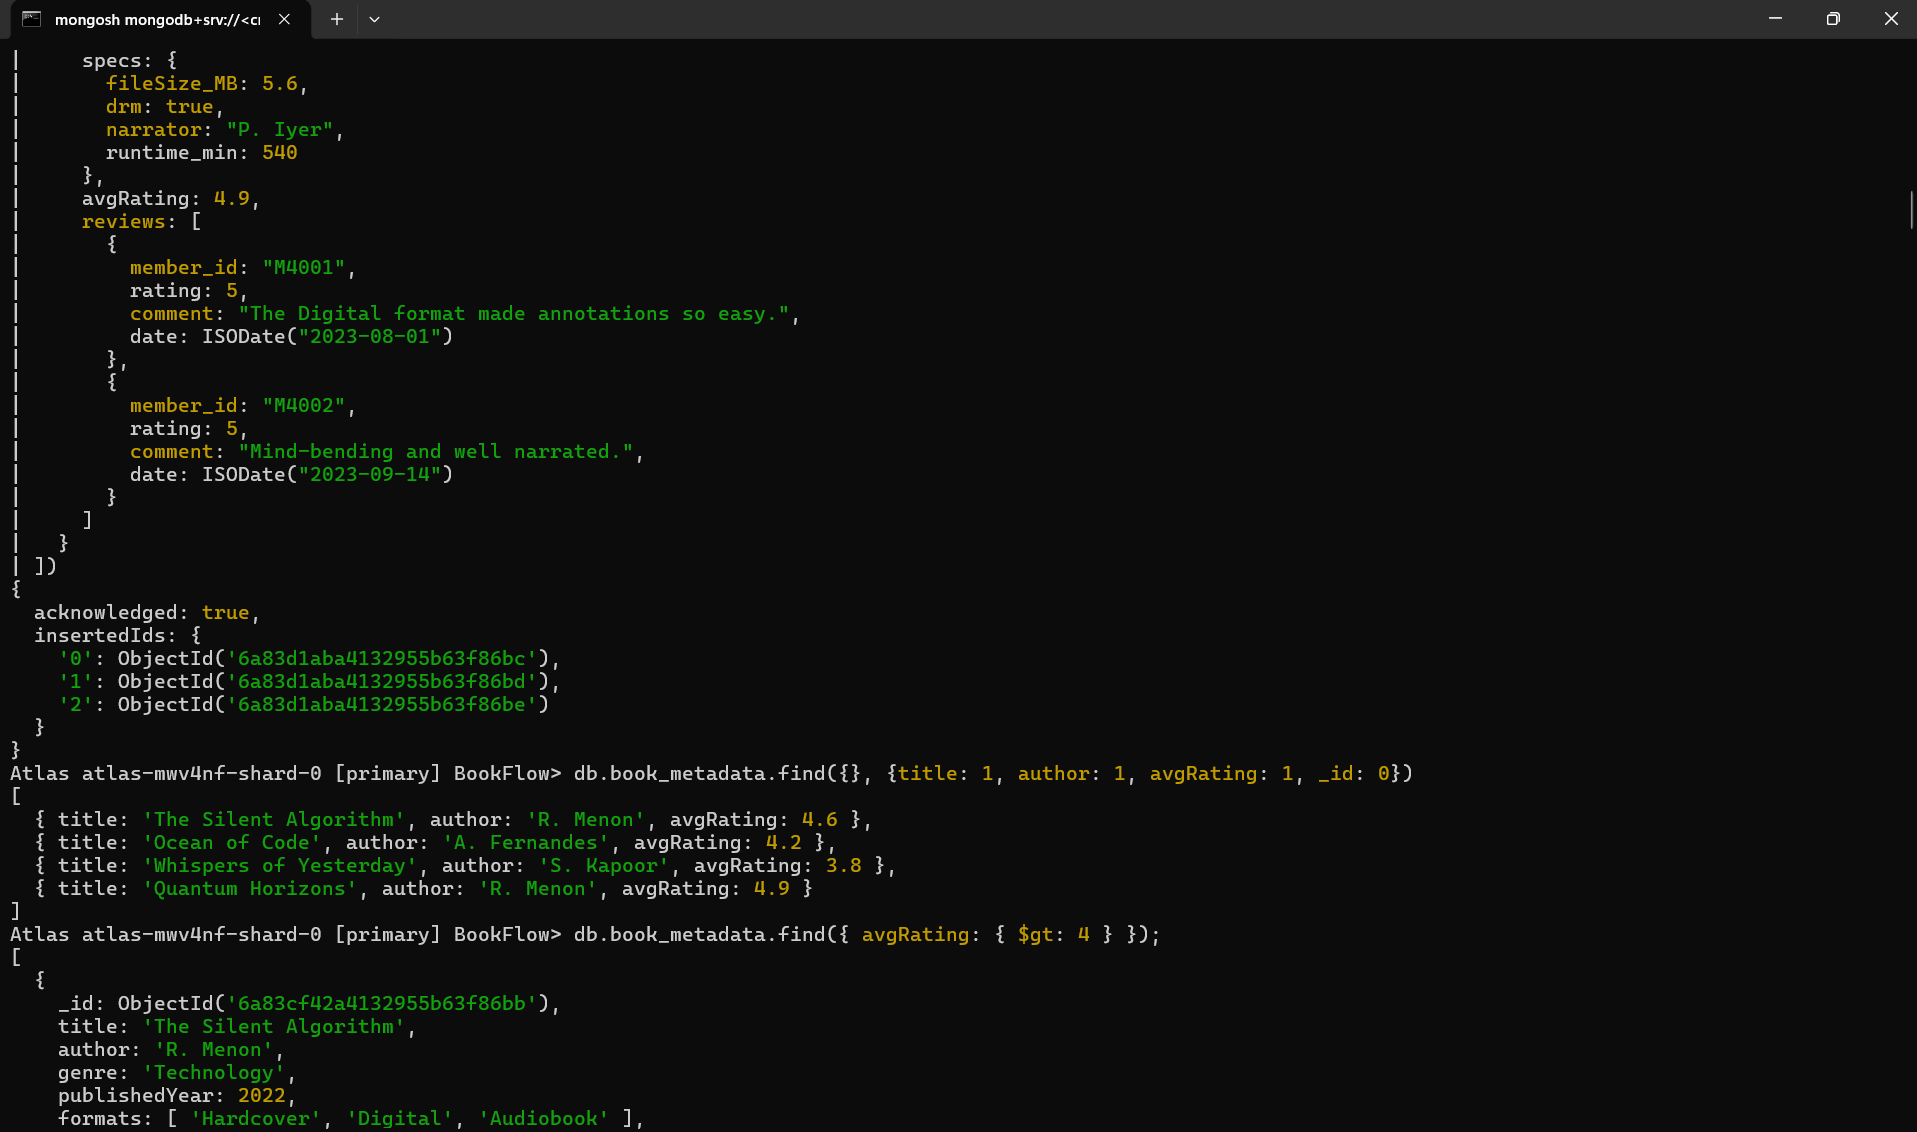 mongosh mongodb+srv://<cr
|     specs: {
|       fileSize_MB: 5.6,
|       drm: true,
|       narrator: "P. Iyer",
|       runtime_min: 540
|     },
|     avgRating: 4.9,
|     reviews: [
|       {
|         member_id: "M4001",
|         rating: 5,
|         comment: "The Digital format made annotations so easy.",
|         date: ISODate("2023-08-01")
|       },
|       {
|         member_id: "M4002",
|         rating: 5,
|         comment: "Mind-bending and well narrated.",
|         date: ISODate("2023-09-14")
|       }
|     ]
|   }
| ])
{
  acknowledged: true,
  insertedIds: {
    '0': ObjectId('6a83d1aba4132955b63f86bc'),
    '1': ObjectId('6a83d1aba4132955b63f86bd'),
    '2': ObjectId('6a83d1aba4132955b63f86be')
  }
}
Atlas atlas-mwv4nf-shard-0 [primary] BookFlow> db.book_metadata.find({}, {title: 1, author: 1, avgRating: 1, _id: 0})
[
  { title: 'The Silent Algorithm', author: 'R. Menon', avgRating: 4.6 },
  { title: 'Ocean of Code', author: 'A. Fernandes', avgRating: 4.2 },
  { title: 'Whispers of Yesterday', author: 'S. Kapoor', avgRating: 3.8 },
  { title: 'Quantum Horizons', author: 'R. Menon', avgRating: 4.9 }
]
Atlas atlas-mwv4nf-shard-0 [primary] BookFlow> db.book_metadata.find({ avgRating: { $gt: 4 } });
[
  {
    _id: ObjectId('6a83cf42a4132955b63f86bb'),
    title: 'The Silent Algorithm',
    author: 'R. Menon',
    genre: 'Technology',
    publishedYear: 2022,
    formats: [ 'Hardcover', 'Digital', 'Audiobook' ],